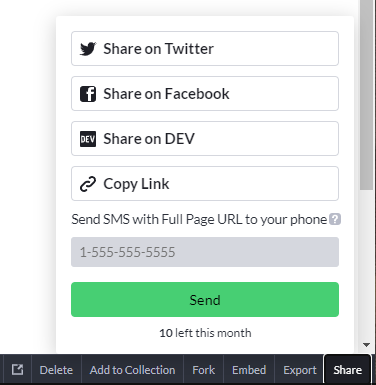 Share on Twitter
Share on Facebook
DEV Share on DEV
Copy Link
Send SMS with Full Page URL to your phone ?
1-555-555-5555
Send
10 left this month
Delete Add to Collection Fork Embed Export Share